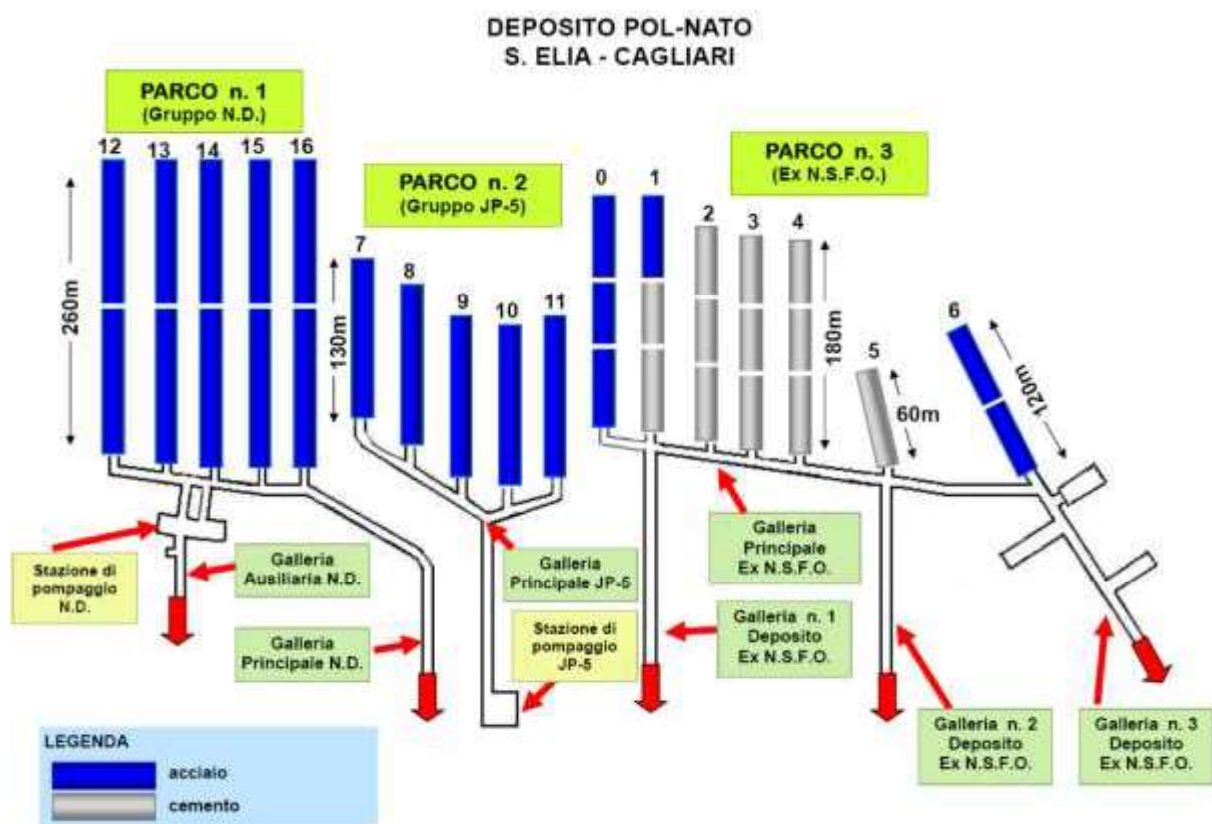 DEPOSITO POL-NATO
S. ELIA - CAGLIARI
PARCO n. 1
(Gruppo N.D.)
12 13 14 15 16
260m
PARCO n. 2
(Gruppo JP-5)
7 8 9 10 11
130m
PARCO n. 3
(Ex N.S.F.O.)
0 1 2 3 4
180m
5
60m
6
120m
Stazione di
pompaggio
N.D.
Galleria
Ausiliaria N.D.
Galleria
Principale N.D.
Galleria
Principale JP-5
Stazione di
pompaggio
JP-5
Galleria
Principale
Ex N.S.F.O.
Galleria n. 1
Deposito
Ex N.S.F.O.
Galleria n. 2
Deposito
Ex N.S.F.O.
Galleria n. 3
Deposito
Ex N.S.F.O.
LEGENDA
acciaio
cemento